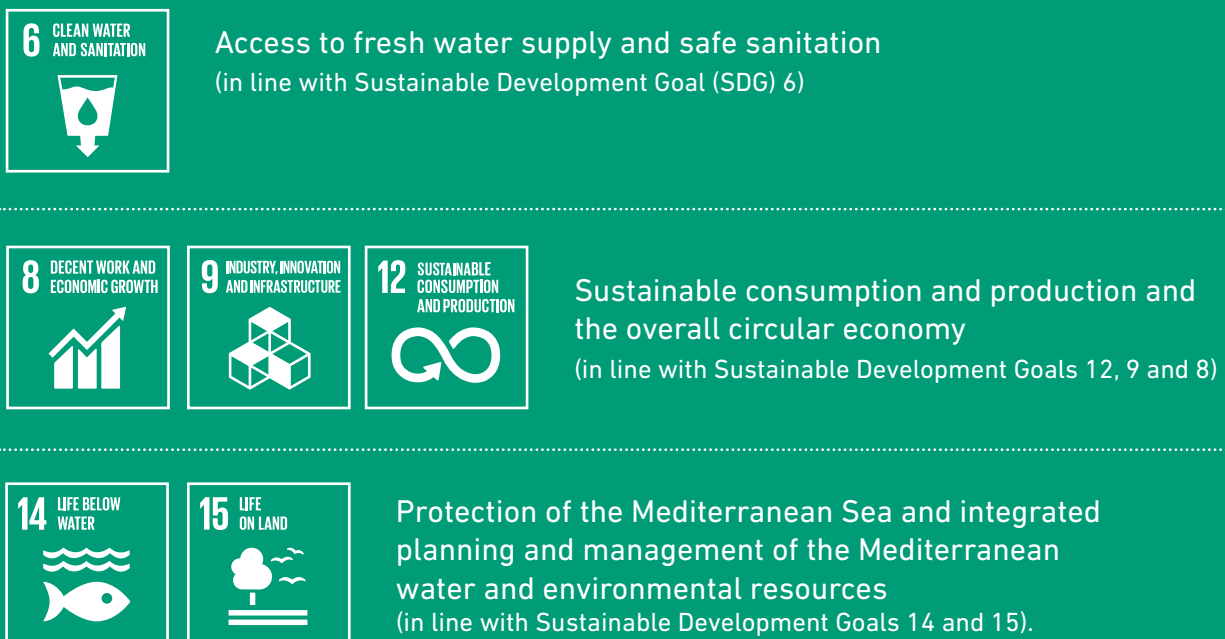 6 CLEAN WATER
AND SANITATION
Access to fresh water supply and safe sanitation
(in line with Sustainable Development Goal (SDG) 6)
8 DECENT WORK AND
ECONOMIC GROWTH
9 INDUSTRY, INNOVATION
AND INFRASTRUCTURE
12 SUSTAINABLE
CONSUMPTION
AND PRODUCTION
Sustainable consumption and production and
the overall circular economy
(in line with Sustainable Development Goals 12, 9 and 8)
14 LIFE BELOW
WATER
15 LIFE
ON LAND
Protection of the Mediterranean Sea and integrated
planning and management of the Mediterranean
water and environmental resources
(in line with Sustainable Development Goals 14 and 15).